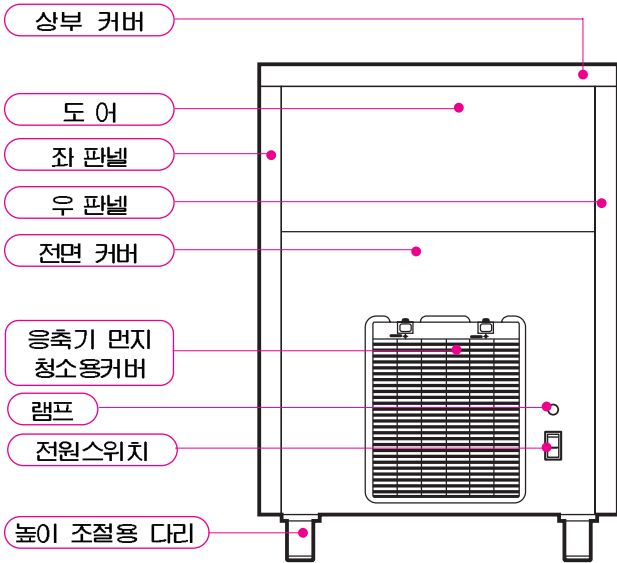 상부 커버
도 어
좌 판넬
우 판넬
전면 커버
응축기 먼지
청소용커버
램프
전원스위치
높이 조절용 다리